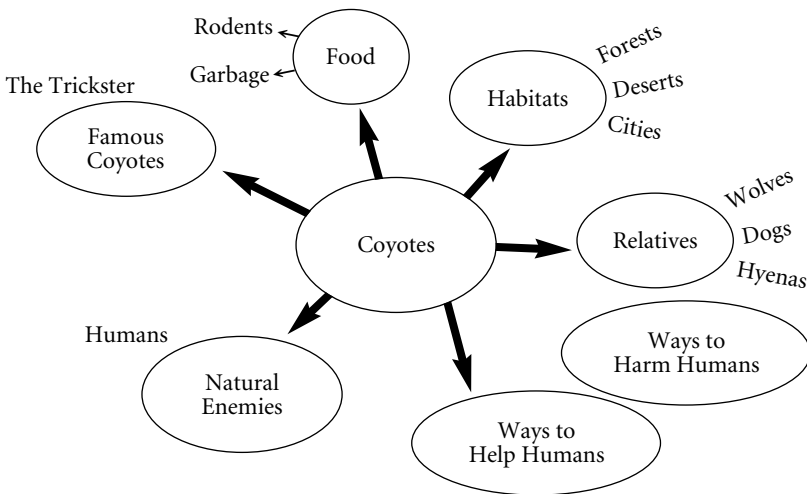 Rodents
Garbage
Food
Forests
Deserts
Cities
Habitats
The Trickster
Famous
Coyotes
Coyotes
Wolves
Dogs
Hyenas
Relatives
Humans
Natural
Enemies
Ways to
Harm Humans
Ways to
Help Humans